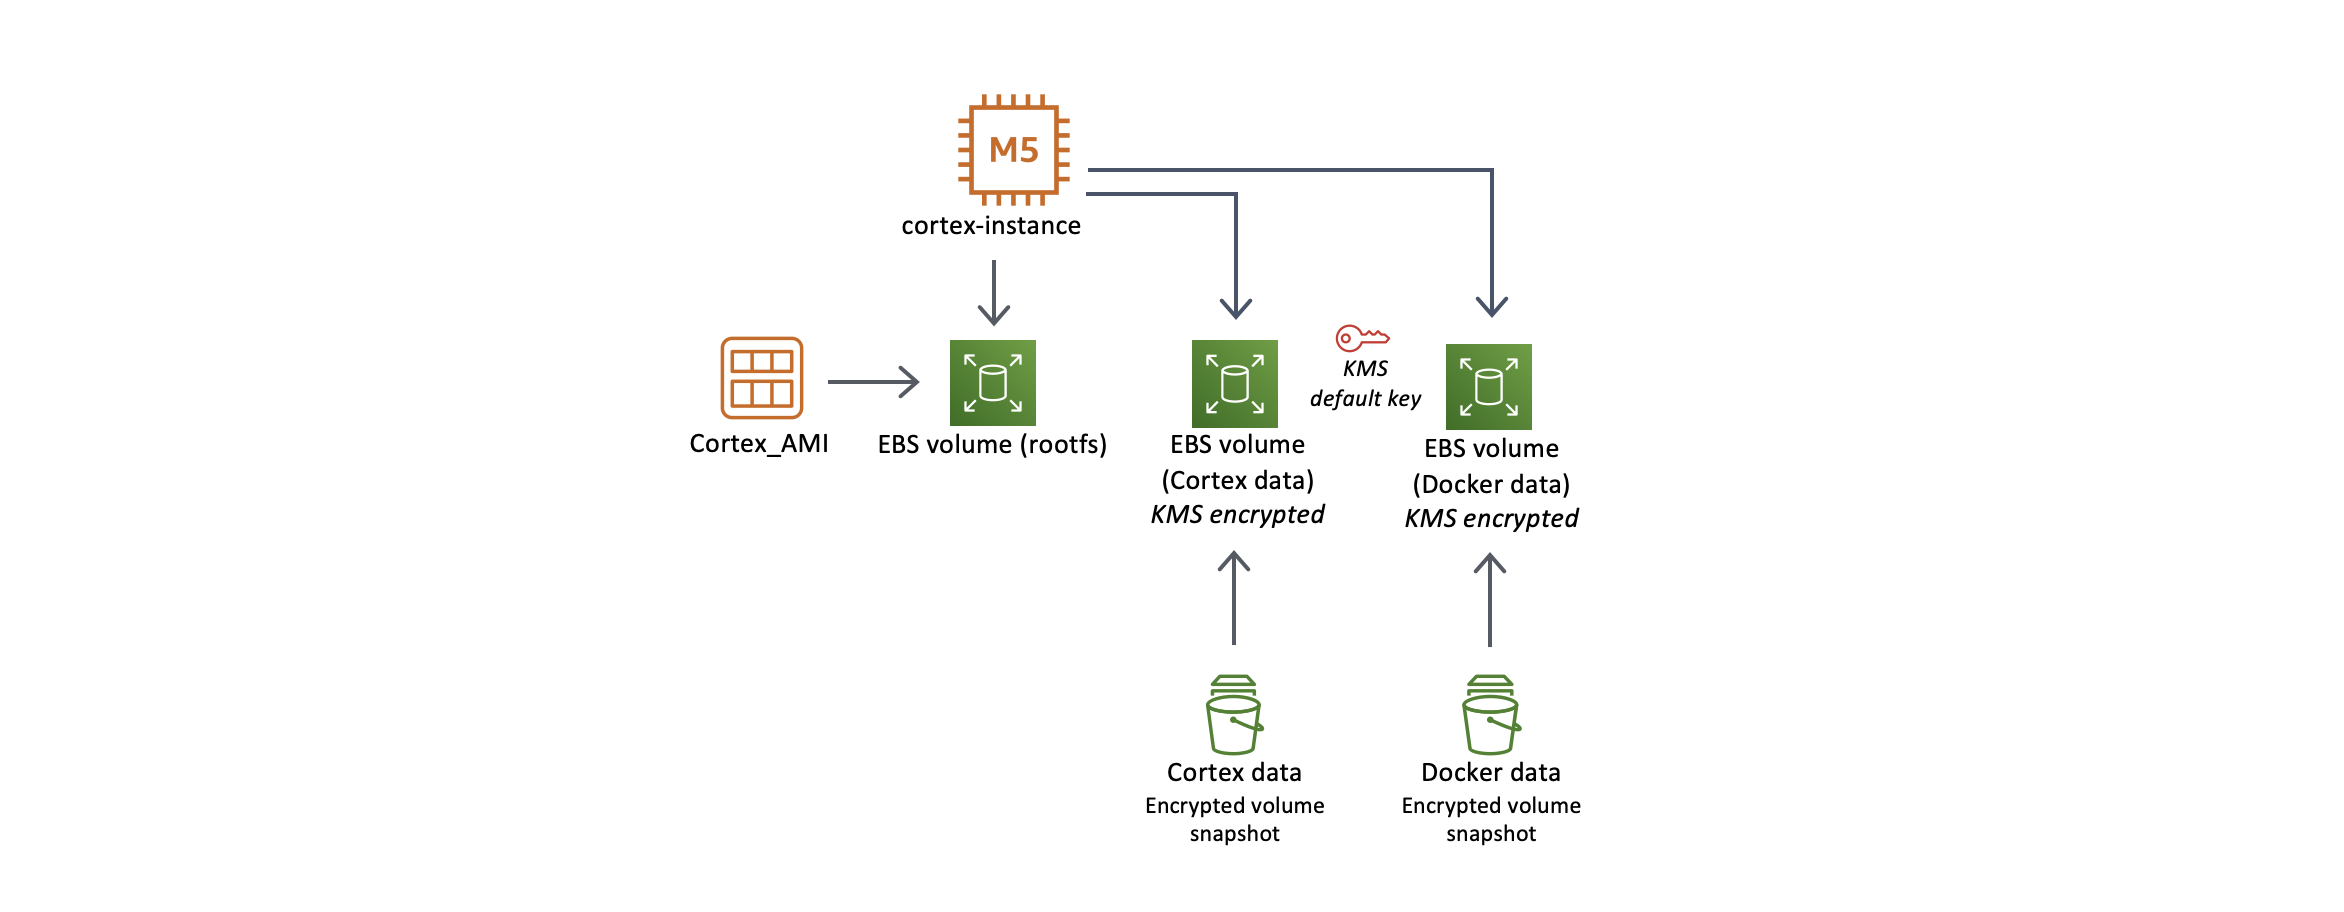 M5
cortex-instance
Cortex_AMI
EBS volume (rootfs)
EBS volume
(Cortex data)
KMS encrypted
KMS
default key
EBS volume
(Docker data)
KMS encrypted
Cortex data
Encrypted volume
snapshot
Docker data
Encrypted volume
snapshot